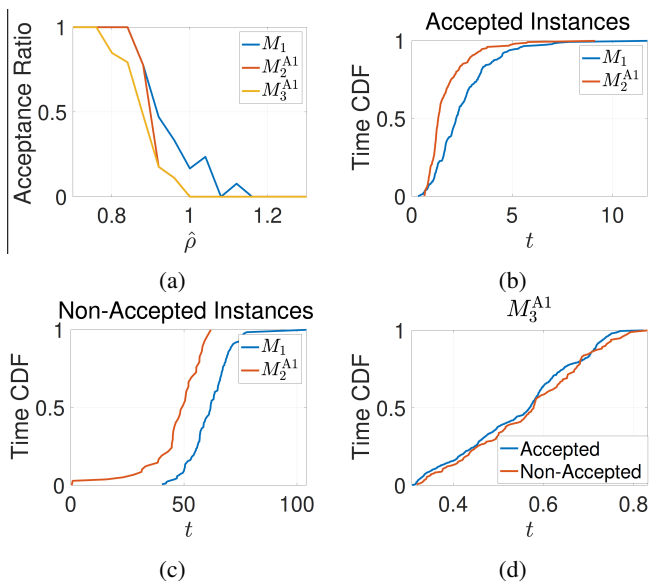 Acceptance Ratio
1
0.5
0
0.8
1
1.2
ρ̂
M₁
M₂ᴬ¹
M₃ᴬ¹
(a)
Accepted Instances
Time CDF
1
0.5
0
0
5
10
t
M₁
M₂ᴬ¹
(b)
Non-Accepted Instances
Time CDF
1
0.5
0
0
50
100
t
M₁
M₂ᴬ¹
(c)
M₃ᴬ¹
Time CDF
1
0.5
0
0.4
0.6
0.8
t
Accepted
Non-Accepted
(d)